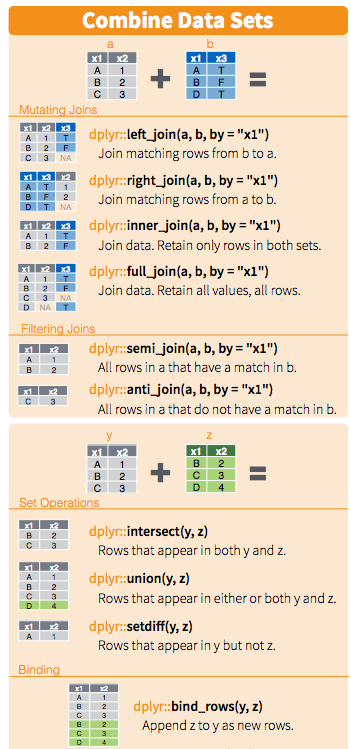 Combine Data Sets
a b
x1 x2 x1 x3
A 1 A T
B 2 + B F =
C 3 D T
Mutating Joins
x1 x2 x3
A 1 T
B 2 F
C 3 NA
dplyr::left_join(a, b, by = "x1")
Join matching rows from b to a.
x1 x3 x2
A T 1
B F 2
D T NA
dplyr::right_join(a, b, by = "x1")
Join matching rows from a to b.
x1 x2 x3
A 1 T
B 2 F
dplyr::inner_join(a, b, by = "x1")
Join data. Retain only rows in both sets.
x1 x2 x3
A 1 T
B 2 F
C 3 NA
D NA T
dplyr::full_join(a, b, by = "x1")
Join data. Retain all values, all rows.
Filtering Joins
x1 x2
A 1
B 2
dplyr::semi_join(a, b, by = "x1")
All rows in a that have a match in b.
x1 x2
C 3
dplyr::anti_join(a, b, by = "x1")
All rows in a that do not have a match in b.
y z
x1 x2 x1 x2
A 1 B 2
B 2 + C 3 =
C 3 D 4
Set Operations
x1 x2
B 2
C 3
dplyr::intersect(y, z)
Rows that appear in both y and z.
x1 x2
A 1
B 2
C 3
D 4
dplyr::union(y, z)
Rows that appear in either or both y and z.
x1 x2
A 1
dplyr::setdiff(y, z)
Rows that appear in y but not z.
Binding
x1 x2
A 1
B 2
C 3
B 2
C 3
D 4
dplyr::bind_rows(y, z)
Append z to y as new rows.